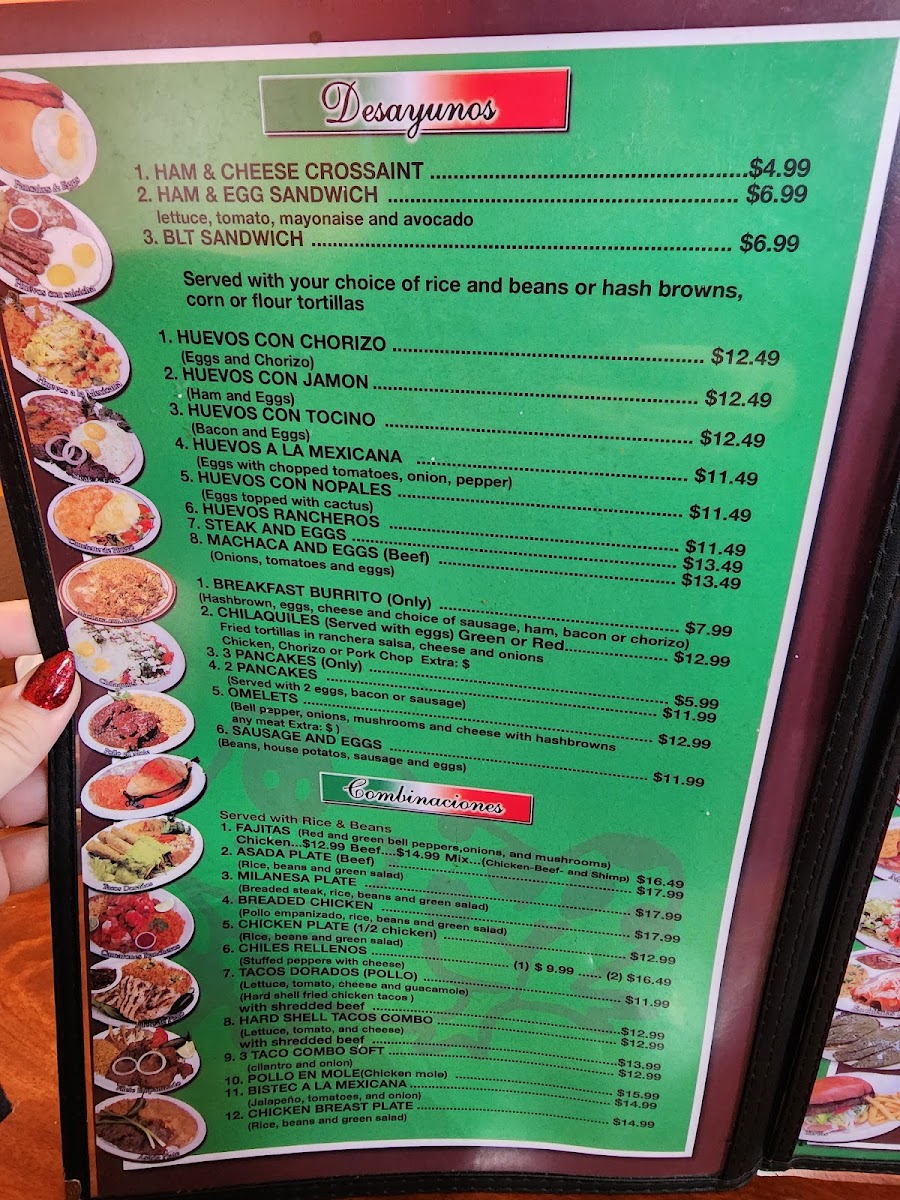 Desayunos
1. HAM & CHEESE CROSSAINT ........ $4.99
2. HAM & EGG SANDWiCH ........ $6.99
lettuce, tomato, mayonaise and avocado
3. BLT SANDWICH ........ $6.99
Served with your choice of rice and beans or hash browns,
corn or flour tortillas
1. HUEVOS CON CHORIZO ........ $12.49
(Eggs and Chorizo)
2. HUEVOS CON JAMON ........ $12.49
(Ham and Eggs)
3. HUEVOS CON TOCINO ........ $12.49
(Bacon and Eggs)
4. HUEVOS A LA MEXICANA ........ $11.49
(Eggs with chopped tomatoes, onion, pepper)
5. HUEVOS CON NOPALES ........ $11.49
(Eggs topped with cactus)
6. HUEVOS RANCHEROS ........ $11.49
7. STEAK AND EGGS ........ $13.49
8. MACHACA AND EGGS (Beef) ........ $13.49
(Onions, tomatoes and eggs)
1. BREAKFAST BURRITO (Only) ........ $7.99
(Hashbrown, eggs, cheese and choice of sausage, ham, bacon or chorizo)
2. CHILAQUILES (Served with eggs) Green or Red ........ $12.99
Fried tortillas in ranchera salsa, cheese and onions
Chicken, Chorizo or Pork Chop Extra: $
3. 3 PANCAKES (Only) ........ $5.99
4. 2 PANCAKES ........ $11.99
(Served with 2 eggs, bacon or sausage)
5. OMELETS ........ $12.99
(Bell pepper, onions, mushrooms and cheese with hashbrowns
any meat Extra: $ )
6. SAUSAGE AND EGGS ........ $11.99
(Beans, house potatos, sausage and eggs)
Combinaciones
Served with Rice & Beans
1. FAJITAS (Red and green bell peppers,onions, and mushrooms)
Chicken...$12.99 Beef....$14.99 Mix...(Chicken-Beef- and Shimp) $16.49
2. ASADA PLATE (Beef) ........ $17.99
(Rice, beans and green salad)
3. MILANESA PLATE ........ $17.99
(Breaded steak, rice, beans and green salad)
4. BREADED CHICKEN ........ $17.99
(Pollo empanizado, rice, beans and green salad)
5. CHICKEN PLATE (1/2 chicken) ........ $12.99
(Rice, beans and green salad)
6. CHILES RELLENOS ........ (1) $ 9.99 ..... (2) $16.49
(Stuffed peppers with cheese)
7. TACOS DORADOS (POLLO) ........ $11.99
(Lettuce, tomato, cheese and guacamole)
(Hard shell fried chicken tacos )
with shredded beef ........ $12.99
8. HARD SHELL TACOS COMBO ........ $12.99
(Lettuce, tomato, and cheese)
with shredded beef ........ $13.99
9. 3 TACO COMBO SOFT ........ $12.99
(cilantro and onion)
10. POLLO EN MOLE(Chicken mole) ........ $15.99
11. BISTEC A LA MEXICANA ........ $14.99
(Jalapeño, tomatoes, and onion)
12. CHICKEN BREAST PLATE ........ $14.99
(Rice, beans and green salad)
Pancakes & Eggs
Huevos con salchicha
Huevos a la Mexicana
Tacos Dorados